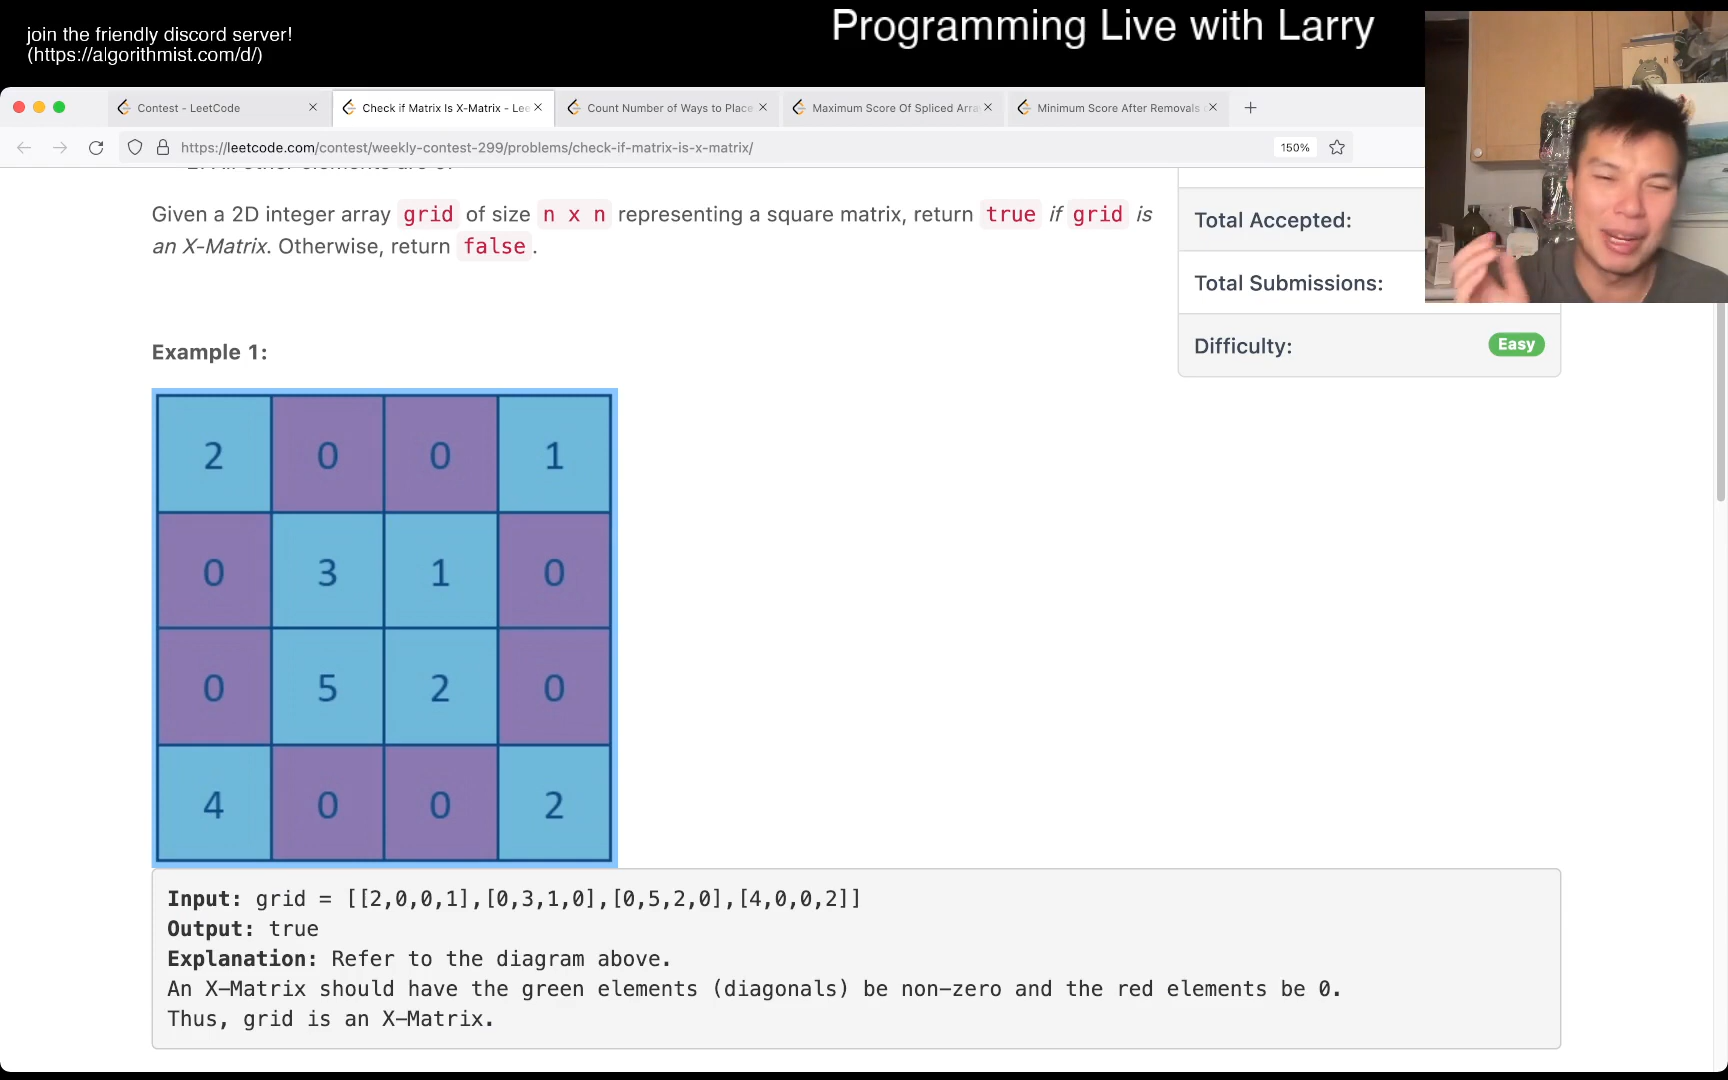 Programming Live with Larry
join the friendly discord server!
(https://algorithmist.com/d/)
Contest - LeetCode
Check if Matrix Is X-Matrix - Lee
Count Number of Ways to Place
Maximum Score Of Spliced Arra
Minimum Score After Removals
https://leetcode.com/contest/weekly-contest-299/problems/check-if-matrix-is-x-matrix/
150%
Given a 2D integer array grid of size n x n representing a square matrix, return true if grid is
an X-Matrix. Otherwise, return false.
Total Accepted:
Total Submissions:
Difficulty: Easy
Example 1:
2 0 0 1
0 3 1 0
0 5 2 0
4 0 0 2
Input: grid = [[2,0,0,1],[0,3,1,0],[0,5,2,0],[4,0,0,2]]
Output: true
Explanation: Refer to the diagram above.
An X-Matrix should have the green elements (diagonals) be non-zero and the red elements be 0.
Thus, grid is an X-Matrix.